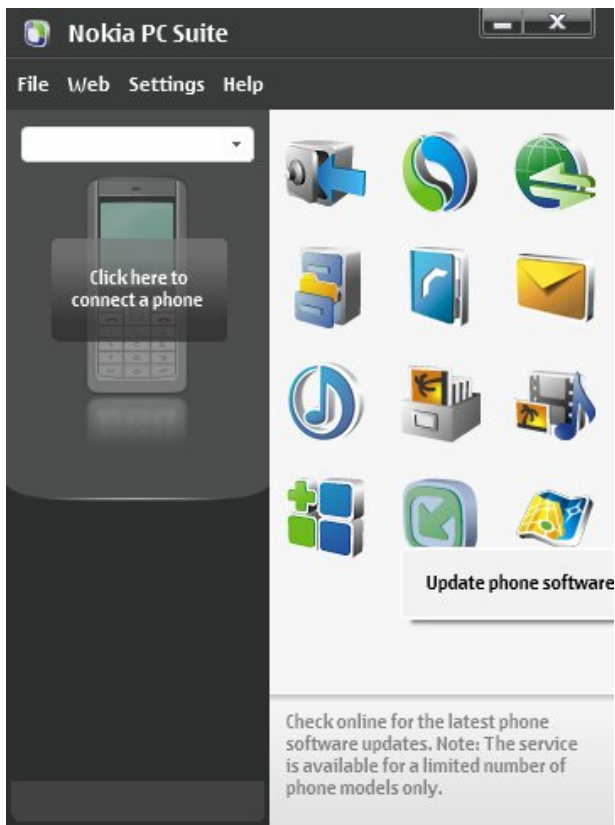 Nokia PC Suite
File Web Settings Help
Click here to
connect a phone
Update phone software
Check online for the latest phone
software updates. Note: The service
is available for a limited number of
phone models only.